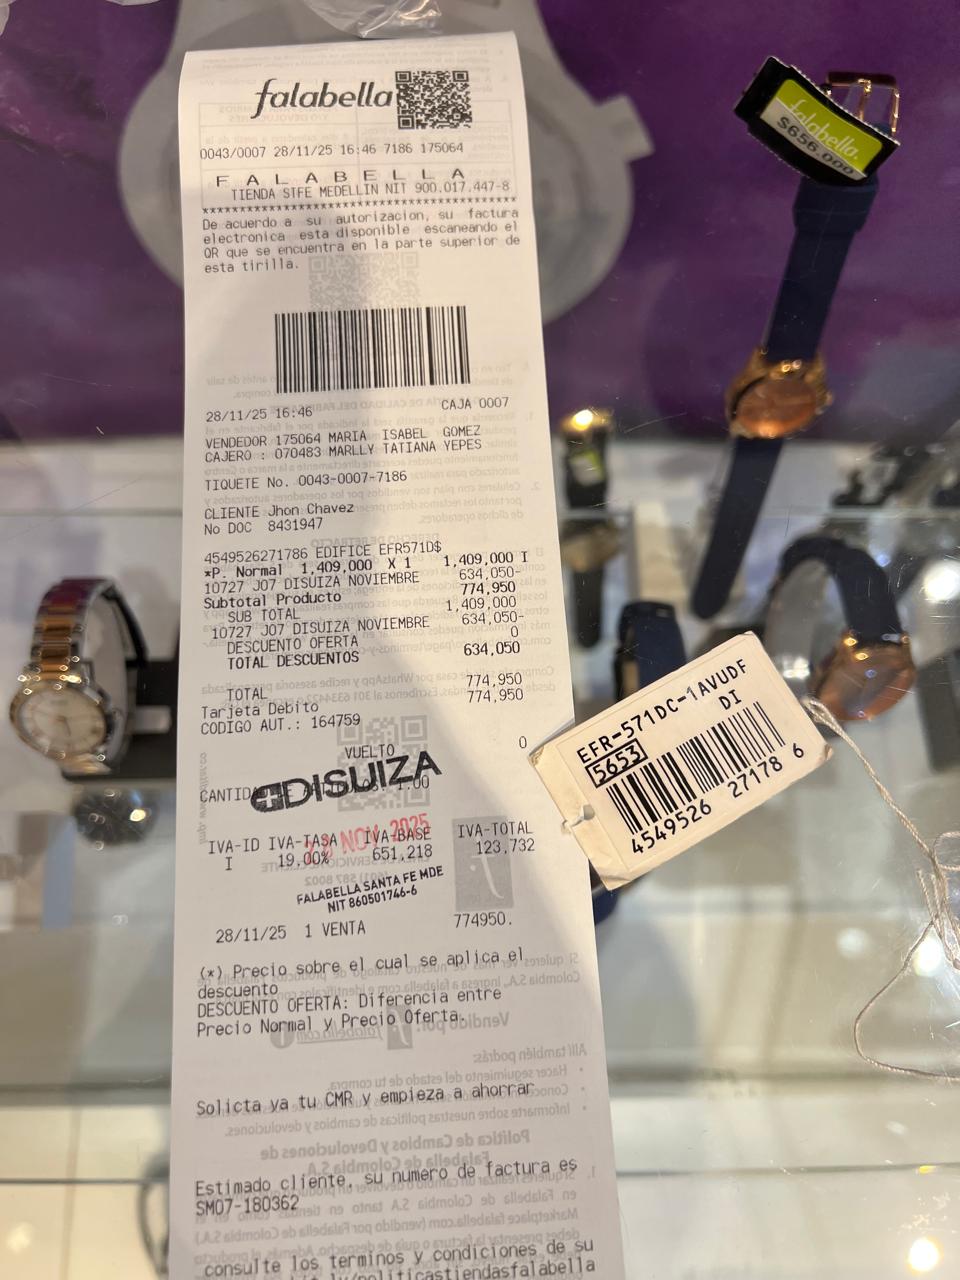 falabella
0043/0007 28/11/25 16:46 7186 175064
F A L A B E L L A
TIENDA STFE MEDELLIN NIT 900.017.447-8
****************************************
De acuerdo a su autorizacion, su factura
electronica esta disponible escaneando el
QR que se encuentra en la parte superior de
esta tirilla.
28/11/25 16:46 CAJA 0007
VENDEDOR 175064 MARIA ISABEL GOMEZ
CAJERO : 070483 MARLLY TATIANA YEPES
TIQUETE No. 0043-0007-7186
CLIENTE Jhon Chavez
No DOC 8431947
4549526271786 EDIFICE EFR571D$
*P. Normal 1,409,000 X 1 1,409,000 I
10727 J07 DISUIZA NOVIEMBRE 634,050-
Subtotal Producto 774,950
SUB TOTAL 1,409,000
10727 J07 DISUIZA NOVIEMBRE 634,050-
DESCUENTO OFERTA 0
TOTAL DESCUENTOS 634,050
TOTAL 774,950
Tarjeta Debito 774,950
CODIGO AUT.: 164759
VUELTO 0
DISUIZA
1.00
NOV 2025
IVA-ID IVA-TASA IVA-BASE IVA-TOTAL
I 19,00% 651,218 123,732
FALABELLA SANTA FE MDE
NIT 860501746-6
28/11/25 1 VENTA 774950.
(*) Precio sobre el cual se aplica el
descuento
DESCUENTO OFERTA: Diferencia entre
Precio Normal y Precio Oferta.
Solicta ya tu CMR y empieza a ahorrar
Estimado cliente, su numero de factura es
SM07-180362
consulte los terminos y condiciones de su
falabella.
$656.000
EFR-571DC-1AVUDF
DI
5653
4549526 27178 6